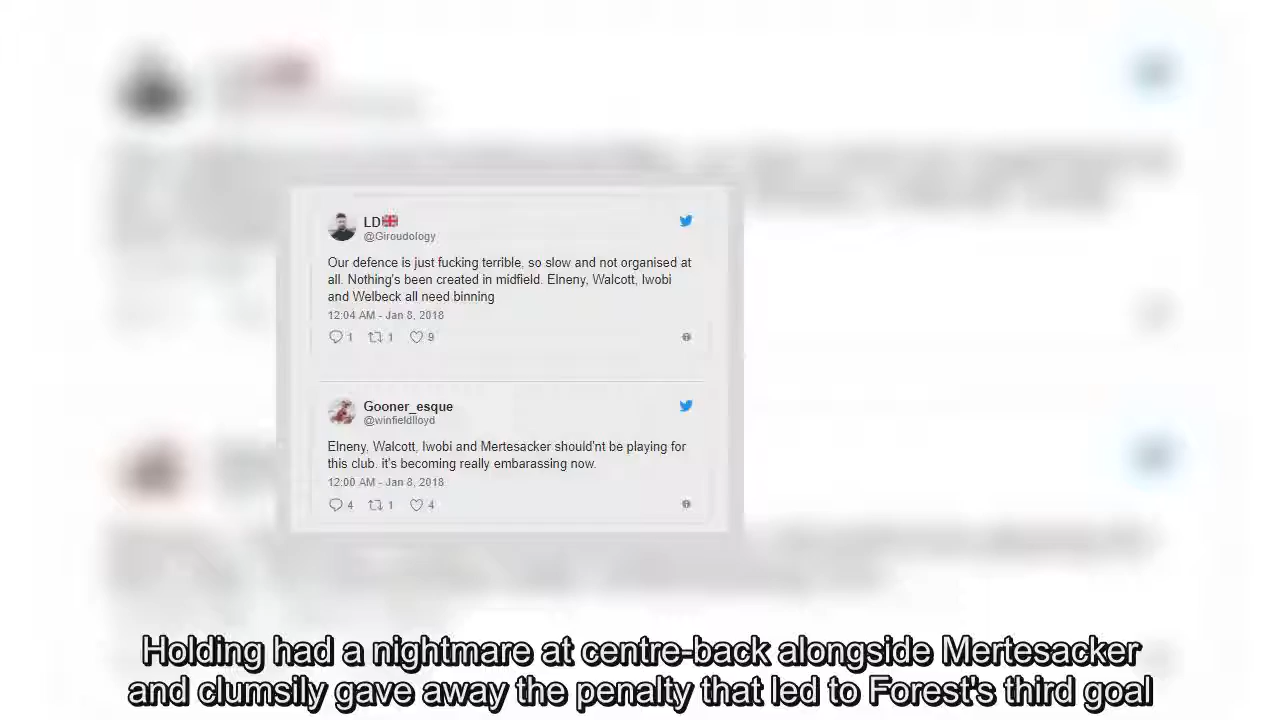 LD
@Giroudology
Our defence is just fucking terrible, so slow and not organised at
all. Nothing's been created in midfield. Elneny, Walcott, Iwobi
and Welbeck all need binning
12:04 AM - Jan 8, 2018
1 1 9
Gooner_esque
@winfieldlloyd
Elneny, Walcott, Iwobi and Mertesacker should'nt be playing for
this club. it's becoming really embarassing now.
12:00 AM - Jan 8, 2018
4 1 4
Holding had a nightmare at centre-back alongside Mertesacker
and clumsily gave away the penalty that led to Forest's third goal